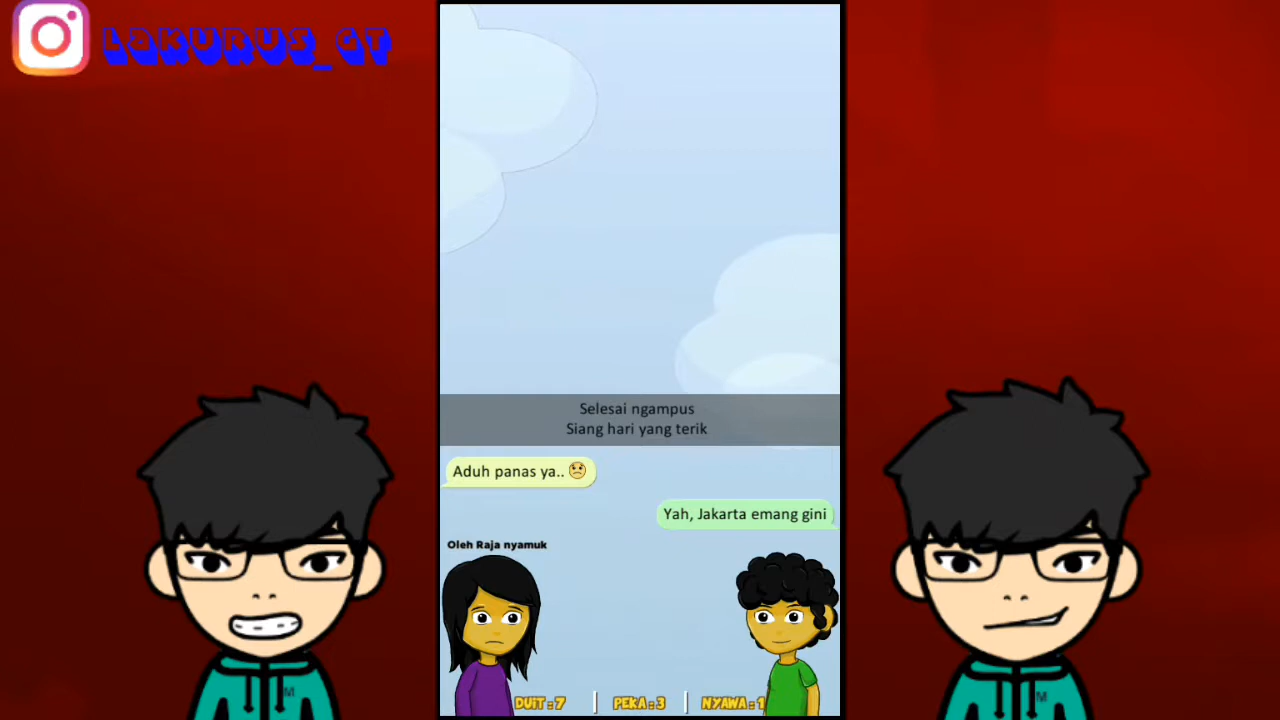 LaKURUS_GT
Selesai ngampus
Siang hari yang terik
Aduh panas ya..
Yah, Jakarta emang gini
Oleh Raja nyamuk
DUIT : 7 | PEKA : 3 | NYAWA : 1
M
M